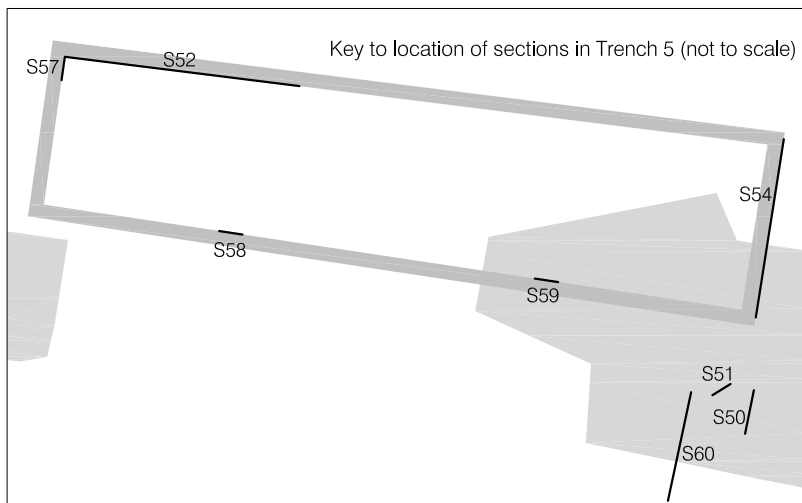 Key to location of sections in Trench 5 (not to scale)
S57
S52
S54
S58
S59
S51
S50
S60